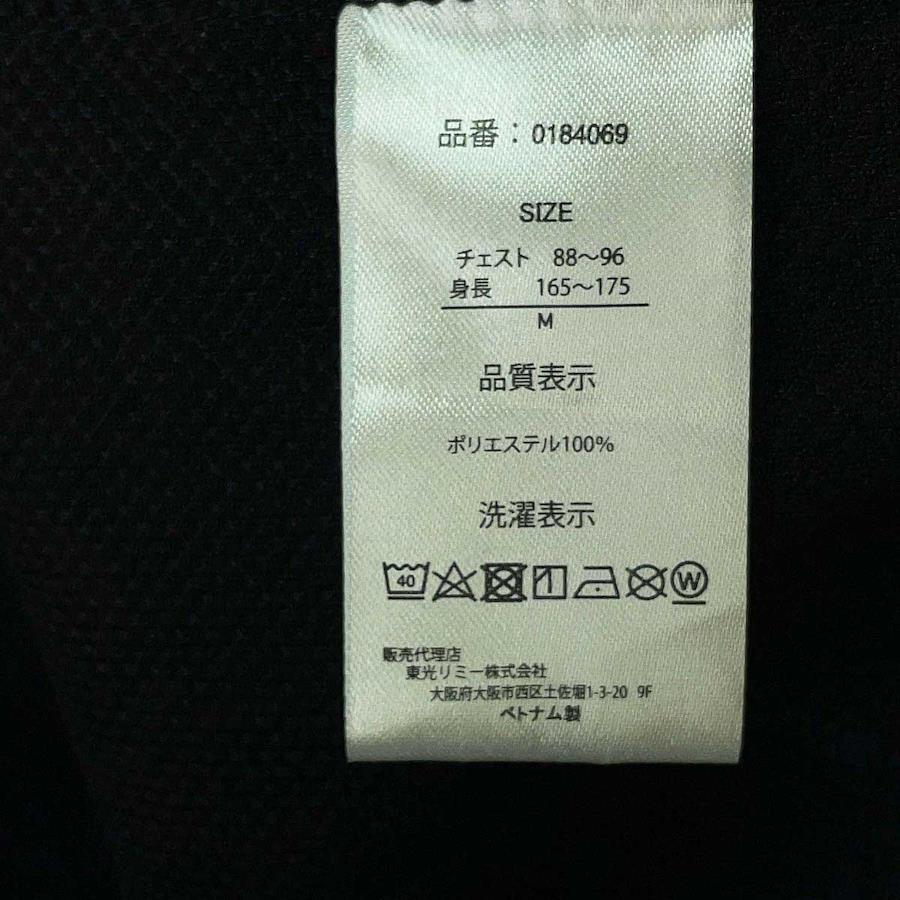 品番：0184069
SIZE
チェスト 88～96
身長 165～175
M
品質表示
ポリエステル100%
洗濯表示
40 W
販売代理店
東光リミー株式会社
大阪府大阪市西区土佐堀1-3-20 9F
ベトナム製